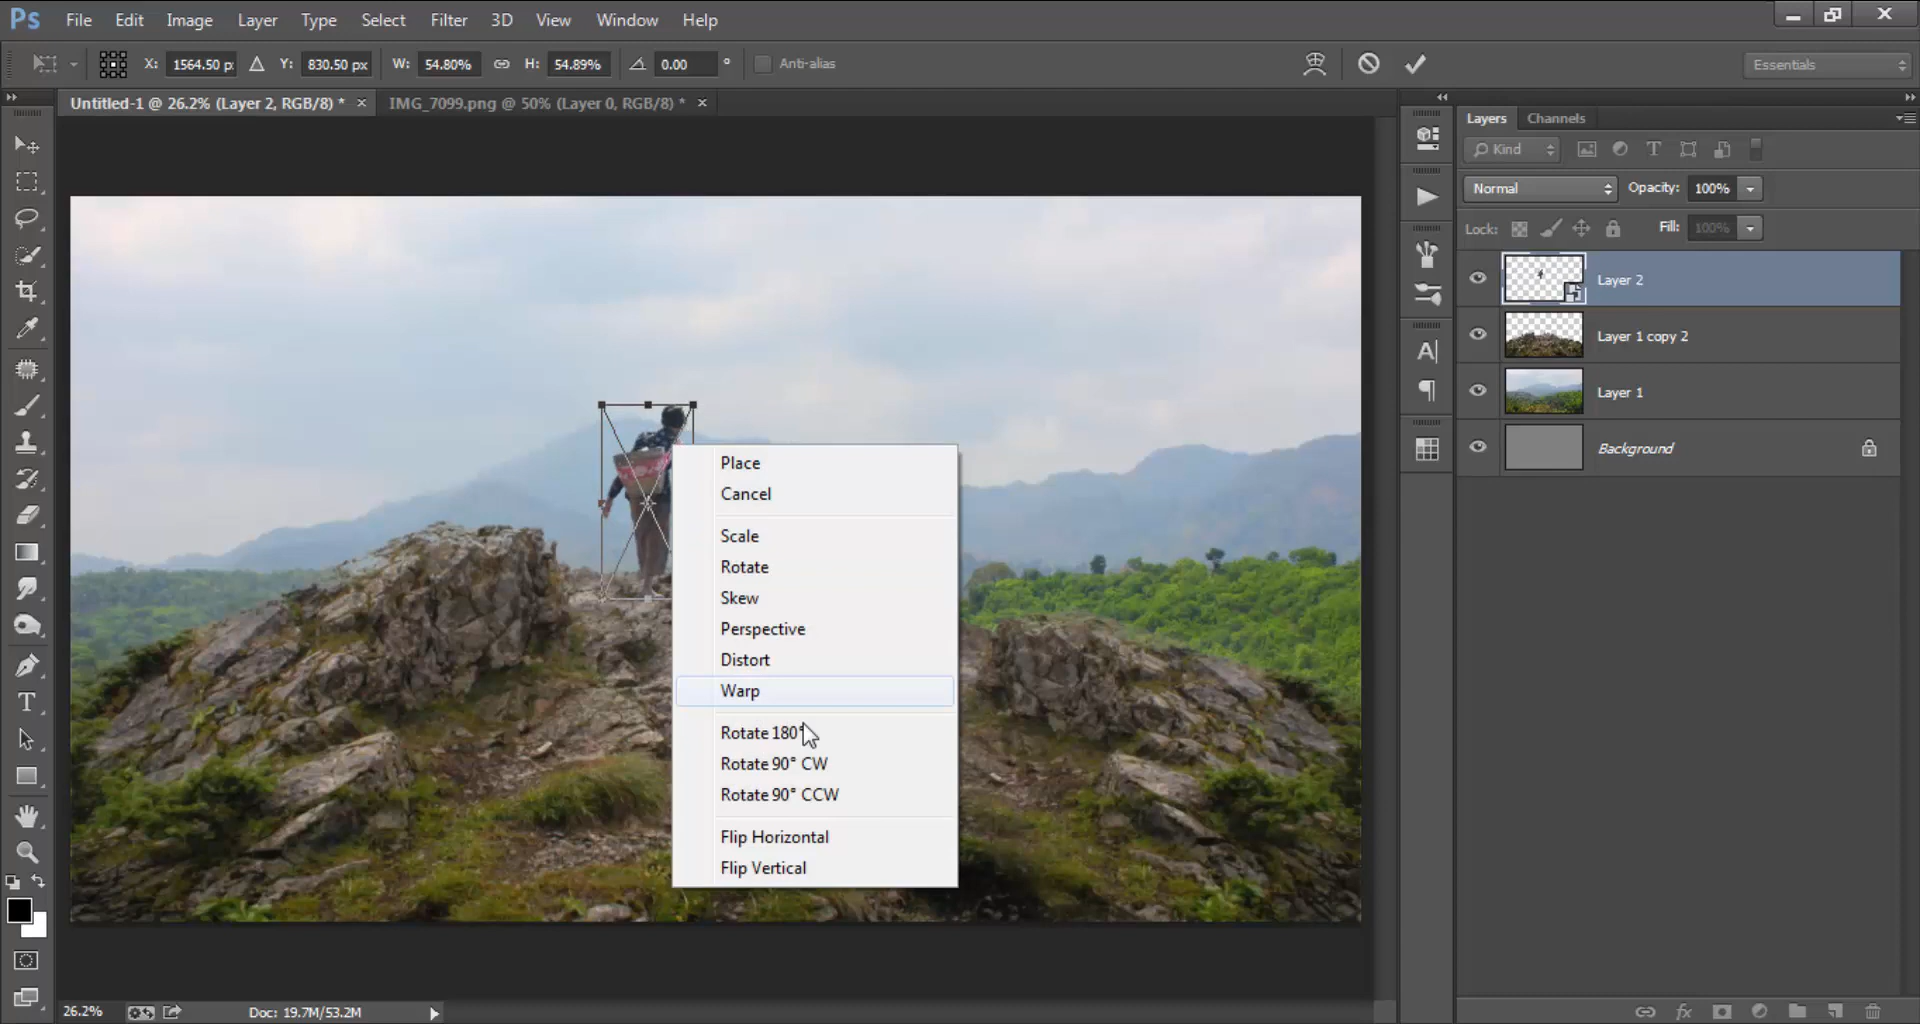 Ps File Edit Image Layer Type Select Filter 3D View Window Help
X: 1564.50 p Y: 830.50 px W: 54.80% H: 54.89% 0.00 ° Anti-alias Essentials
Untitled-1 @ 26.2% (Layer 2, RGB/8) * × IMG_7099.png @ 50% (Layer 0, RGB/8) * ×
Layers Channels
Kind
Normal Opacity: 100%
Lock: Fill: 100%
Layer 2
Layer 1 copy 2
Layer 1
Background
Place
Cancel
Scale
Rotate
Skew
Perspective
Distort
Warp
Rotate 180°
Rotate 90° CW
Rotate 90° CCW
Flip Horizontal
Flip Vertical
26.2% Doc: 19.7M/53.2M